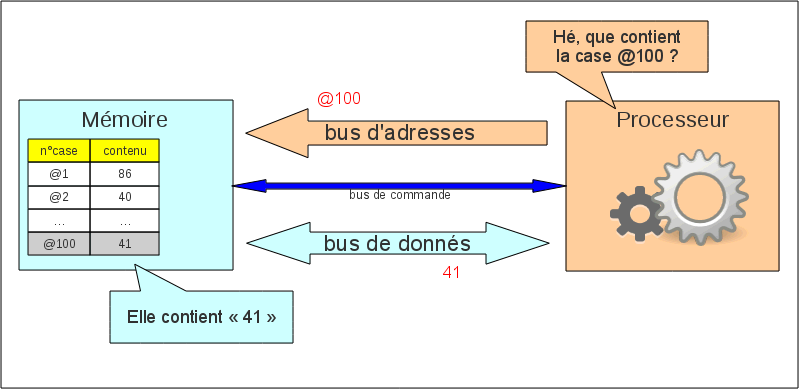 Hé, que contient
la case @100 ?
@100
Mémoire
Processeur
bus d'adresses
n°case contenu
@1 86
@2 40
... ...
@100 41
bus de commande
bus de donnés
41
Elle contient « 41 »